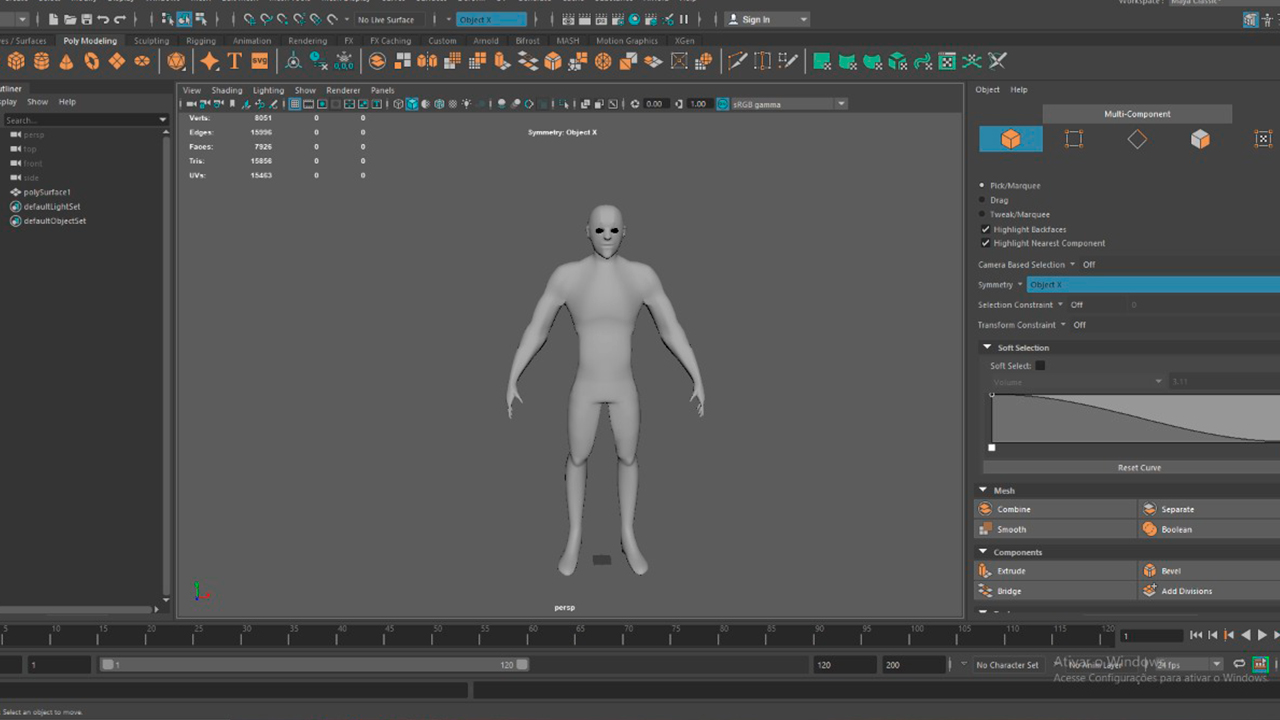 No Live Surface
Object X
Sign In
Poly Modeling Sculpting Rigging Animation Rendering FX FX Caching Custom Arnold Bifrost MASH Motion Graphics XGen
View Shading Lighting Show Renderer Panels
0.00 1.00 sRGB gamma
Show Help
Search...
persp
top
front
side
polySurface1
defaultLightSet
defaultObjectSet
Verts: 8051 0 0
Edges: 15996 0 0
Faces: 7926 0 0
Tris: 15856 0 0
UVs: 15463 0 0
Symmetry: Object X
persp
Object Help
Multi-Component
Pick/Marquee
Drag
Tweak/Marquee
Highlight Backfaces
Highlight Nearest Component
Camera Based Selection Off
Symmetry Object X
Selection Constraint Off 0
Transform Constraint Off
Soft Selection
Soft Select:
Volume 3.11
Reset Curve
Mesh
Combine Separate
Smooth Boolean
Components
Extrude Bevel
Bridge Add Divisions
5 10 15 20 25 30 35 40 45 50 55 60 65 70 75 80 85 90 95 100 105 110 115 120
1
1 1 120 120 200 No Character Set No Anim Layer 24 fps
Ativar o Windows
Acesse Configurações para ativar o Windows.
Select an object to move.